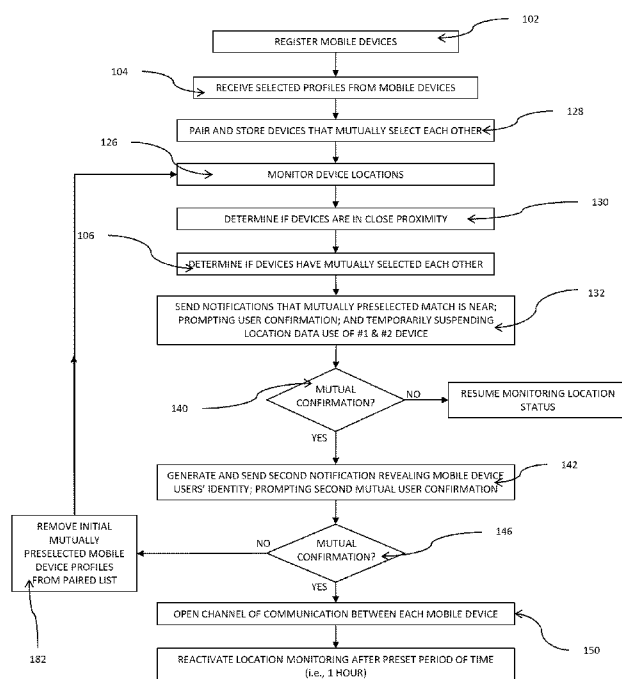 102
REGISTER MOBILE DEVICES
104
RECEIVE SELECTED PROFILES FROM MOBILE DEVICES
PAIR AND STORE DEVICES THAT MUTUALLY SELECT EACH OTHER
128
126
MONITOR DEVICE LOCATIONS
DETERMINE IF DEVICES ARE IN CLOSE PROXIMITY
130
106
DETERMINE IF DEVICES HAVE MUTUALLY SELECTED EACH OTHER
SEND NOTIFICATIONS THAT MUTUALLY PRESELECTED MATCH IS NEAR;
PROMPTING USER CONFIRMATION; AND TEMPORARILY SUSPENDING
LOCATION DATA USE OF #1 & #2 DEVICE
132
140
MUTUAL
CONFIRMATION?
NO
RESUME MONITORING LOCATION
STATUS
YES
GENERATE AND SEND SECOND NOTIFICATION REVEALING MOBILE DEVICE
USERS' IDENTITY; PROMPTING SECOND MUTUAL USER CONFIRMATION
142
REMOVE INITIAL
MUTUALLY
PRESELECTED MOBILE
DEVICE PROFILES
FROM PAIRED LIST
182
NO
MUTUAL
CONFIRMATION?
146
YES
OPEN CHANNEL OF COMMUNICATION BETWEEN EACH MOBILE DEVICE
150
REACTIVATE LOCATION MONITORING AFTER PRESET PERIOD OF TIME
(i.e., 1 HOUR)